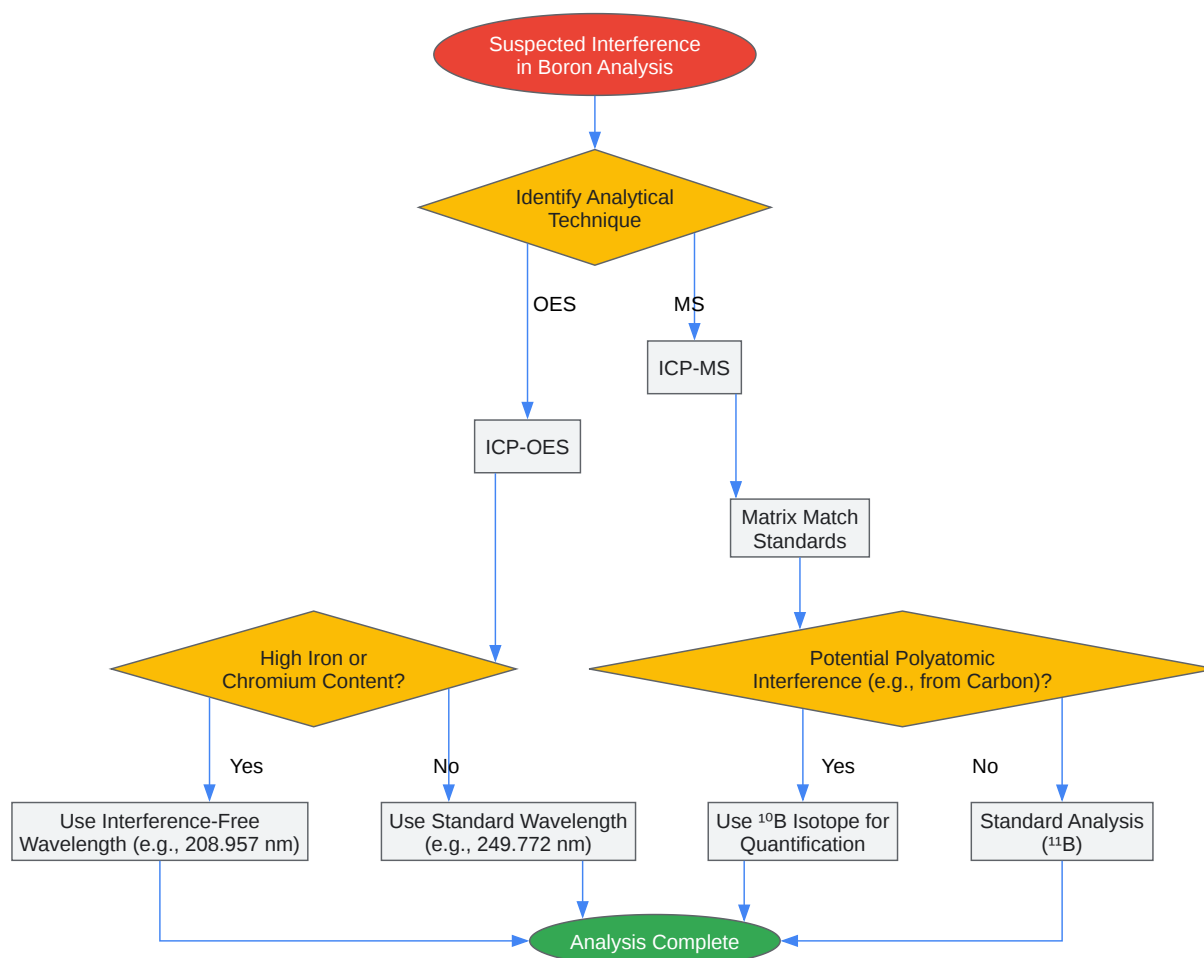 Suspected Interference
in Boron Analysis
Identify Analytical
Technique
OES
MS
ICP-MS
ICP-OES
Matrix Match
Standards
High Iron or
Chromium Content?
Potential Polyatomic
Interference (e.g., from Carbon)?
Yes
No
Yes
No
Use Interference-Free
Wavelength (e.g., 208.957 nm)
Use Standard Wavelength
(e.g., 249.772 nm)
Use ¹⁰B Isotope for
Quantification
Standard Analysis
(¹¹B)
Analysis Complete